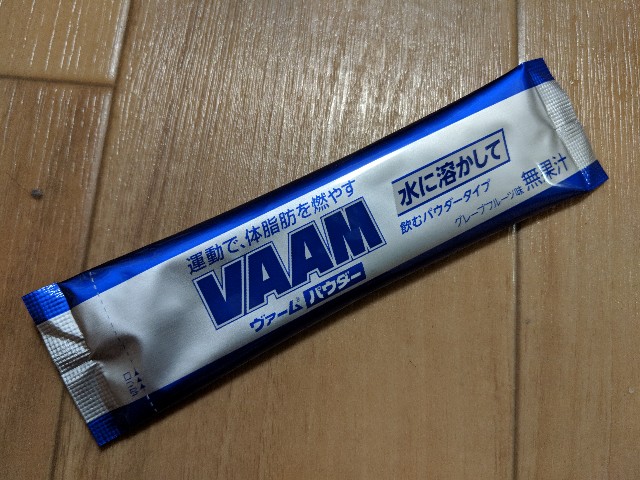 運動で、体脂肪を燃やす
VAAM
ヴァーム パウダー
水に溶かして
飲むパウダータイプ
グレープフルーツ味 無果汁